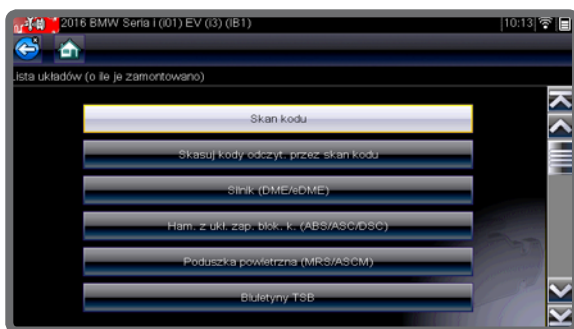 2016 BMW Seria i (I01) EV (i3) (IB1) 10:13
Lista układów (o ile je zamontowano)
Skan kodu
Skasuj kody odczyt. przez skan kodu
Silnik (DME/eDME)
Ham. z ukł. zap. blok. k. (ABS/ASC/DSC)
Poduszka powietrzna (MRS/ASCM)
Biuletyny TSB